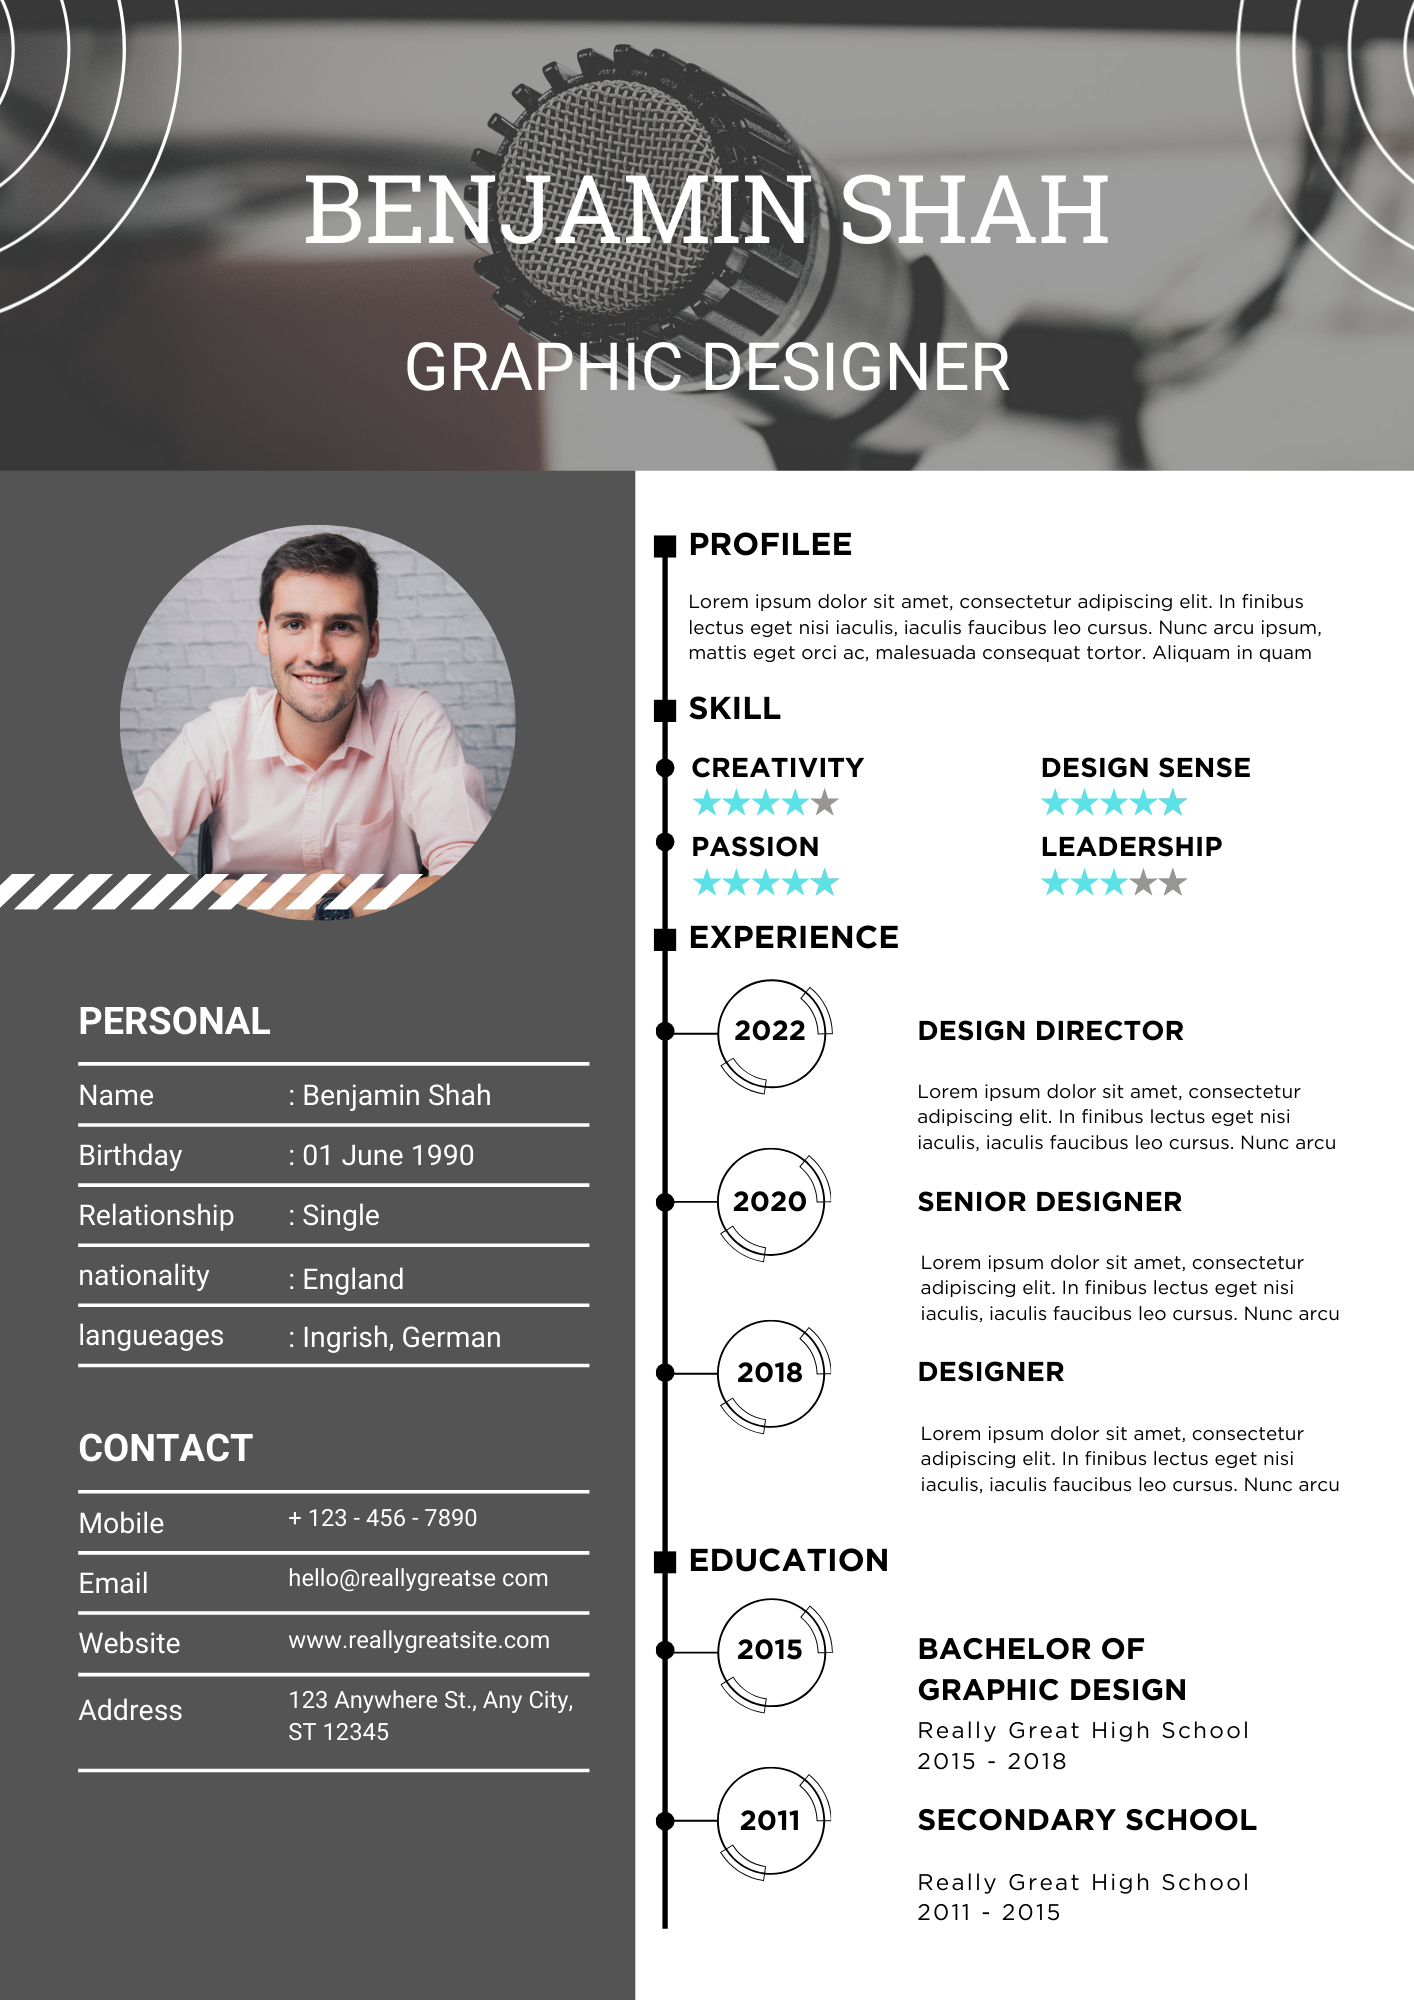 BENJAMIN SHAH
GRAPHIC DESIGNER
PERSONAL
Name : Benjamin Shah
Birthday : 01 June 1990
Relationship : Single
nationality : England
langueages : Ingrish, German
CONTACT
Mobile + 123 - 456 - 7890
Email hello@reallygreatse com
Website www.reallygreatsite.com
Address 123 Anywhere St., Any City,
ST 12345
PROFILEE
Lorem ipsum dolor sit amet, consectetur adipiscing elit. In finibus
lectus eget nisi iaculis, iaculis faucibus leo cursus. Nunc arcu ipsum,
mattis eget orci ac, malesuada consequat tortor. Aliquam in quam
SKILL
CREATIVITY DESIGN SENSE
PASSION LEADERSHIP
EXPERIENCE
2022 DESIGN DIRECTOR
Lorem ipsum dolor sit amet, consectetur
adipiscing elit. In finibus lectus eget nisi
iaculis, iaculis faucibus leo cursus. Nunc arcu
2020 SENIOR DESIGNER
Lorem ipsum dolor sit amet, consectetur
adipiscing elit. In finibus lectus eget nisi
iaculis, iaculis faucibus leo cursus. Nunc arcu
2018 DESIGNER
Lorem ipsum dolor sit amet, consectetur
adipiscing elit. In finibus lectus eget nisi
iaculis, iaculis faucibus leo cursus. Nunc arcu
EDUCATION
2015 BACHELOR OF
GRAPHIC DESIGN
Really Great High School
2015 - 2018
2011 SECONDARY SCHOOL
Really Great High School
2011 - 2015